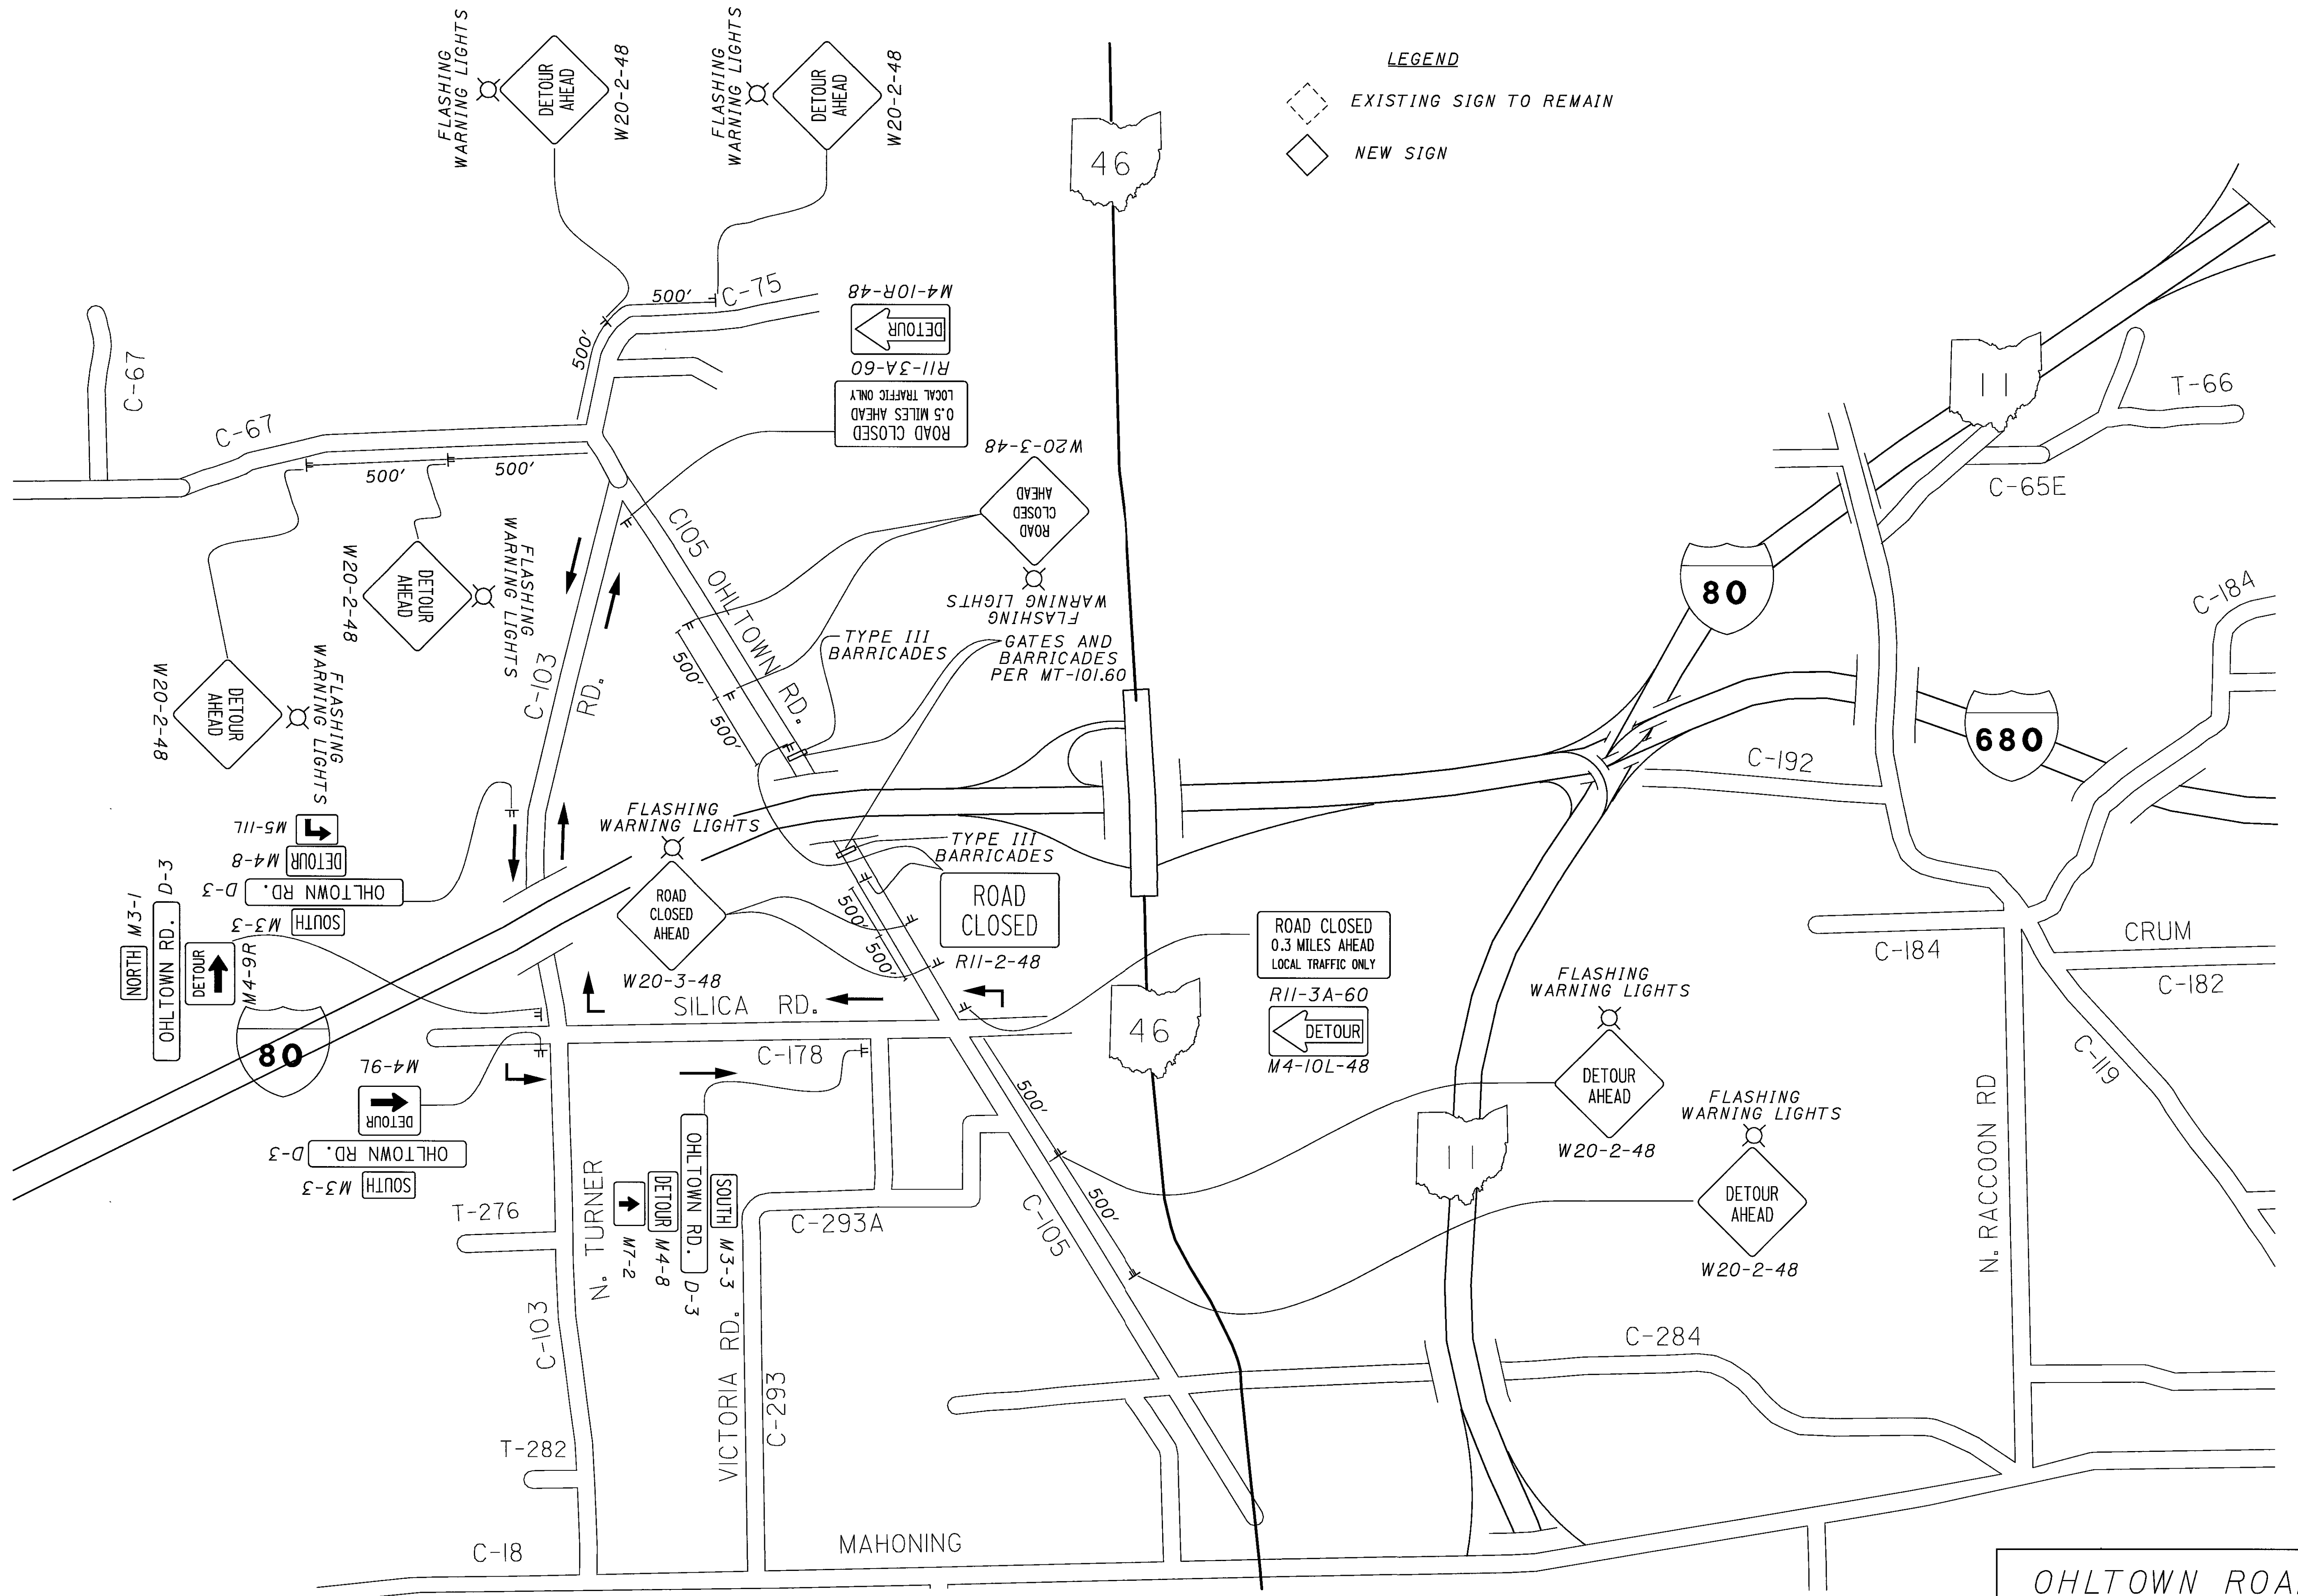 FLASHING
WARNING LIGHTS
DETOUR
AHEAD
W20-2-48
FLASHING
WARNING LIGHTS
DETOUR
AHEAD
W20-2-48
46
LEGEND
EXISTING SIGN TO REMAIN
NEW SIGN
500'
C-75
500'
M4-10R-48
DETOUR
R11-3A-60
ROAD CLOSED
0.5 MILES AHEAD
LOCAL TRAFFIC ONLY
C-67
C-67
500'
500'
W20-3-48
ROAD
CLOSED
AHEAD
FLASHING
WARNING LIGHTS
11
T-66
C-65E
C105 OHLTOWN RD.
FLASHING
WARNING LIGHTS
DETOUR
AHEAD
W20-2-48
FLASHING
WARNING LIGHTS
DETOUR
AHEAD
W20-2-48
C-103
RD.
TYPE III
BARRICADES
GATES AND
BARRICADES
PER MT-101.60
500'
500'
80
C-184
680
C-192
M5-11L
DETOUR M4-8
OHLTOWN RD. D-3
SOUTH M3-3
NORTH M3-1
OHLTOWN RD. D-3
DETOUR
M4-9R
80
FLASHING
WARNING LIGHTS
ROAD
CLOSED
AHEAD
W20-3-48
TYPE III
BARRICADES
ROAD
CLOSED
R11-2-48
500'
500'
SILICA RD.
C-178
46
ROAD CLOSED
0.3 MILES AHEAD
LOCAL TRAFFIC ONLY
R11-3A-60
DETOUR
M4-10L-48
FLASHING
WARNING LIGHTS
DETOUR
AHEAD
W20-2-48
FLASHING
WARNING LIGHTS
DETOUR
AHEAD
W20-2-48
C-184
CRUM
C-182
C-119
N. RACCOON RD
M4-9L
DETOUR
OHLTOWN RD. D-3
SOUTH M3-3
T-276
N. TURNER
M7-2
DETOUR M4-8
OHLTOWN RD. D-3
SOUTH M3-3
C-293A
500'
500'
C-105
11
C-103
VICTORIA RD.
C-293
C-284
T-282
C-18
MAHONING
OHLTOWN ROA